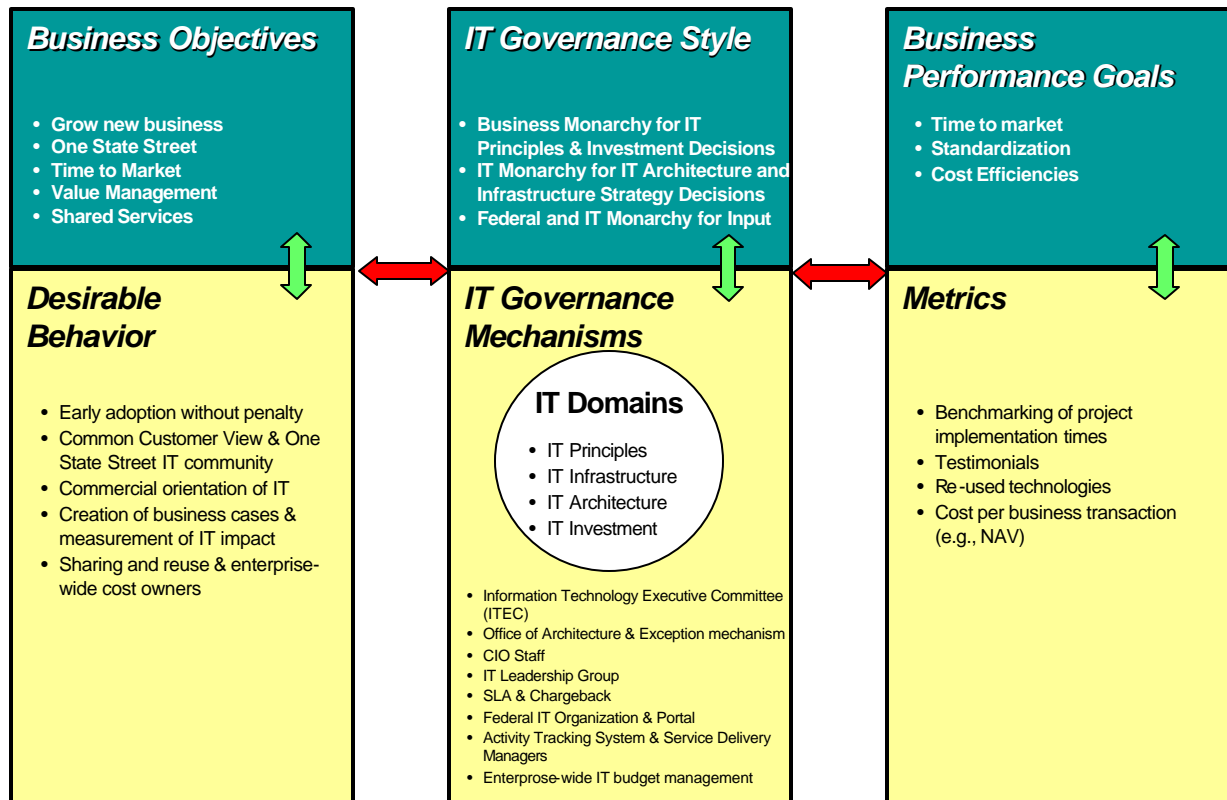 Business Objectives
• Grow new business
• One State Street
• Time to Market
• Value Management
• Shared Services
Desirable
Behavior
• Early adoption without penalty
• Common Customer View & One
State Street IT community
• Commercial orientation of IT
• Creation of business cases &
measurement of IT impact
• Sharing and reuse & enterprise-
wide cost owners
IT Governance Style
• Business Monarchy for IT
Principles & Investment Decisions
• IT Monarchy for IT Architecture and
Infrastructure Strategy Decisions
• Federal and IT Monarchy for Input
IT Governance
Mechanisms
IT Domains
• IT Principles
• IT Infrastructure
• IT Architecture
• IT Investment
• Information Technology Executive Committee
(ITEC)
• Office of Architecture & Exception mechanism
• CIO Staff
• IT Leadership Group
• SLA & Chargeback
• Federal IT Organization & Portal
• Activity Tracking System & Service Delivery
Managers
• Enterprose-wide IT budget management
Business
Performance Goals
• Time to market
• Standardization
• Cost Efficiencies
Metrics
• Benchmarking of project
implementation times
• Testimonials
• Re-used technologies
• Cost per business transaction
(e.g., NAV)